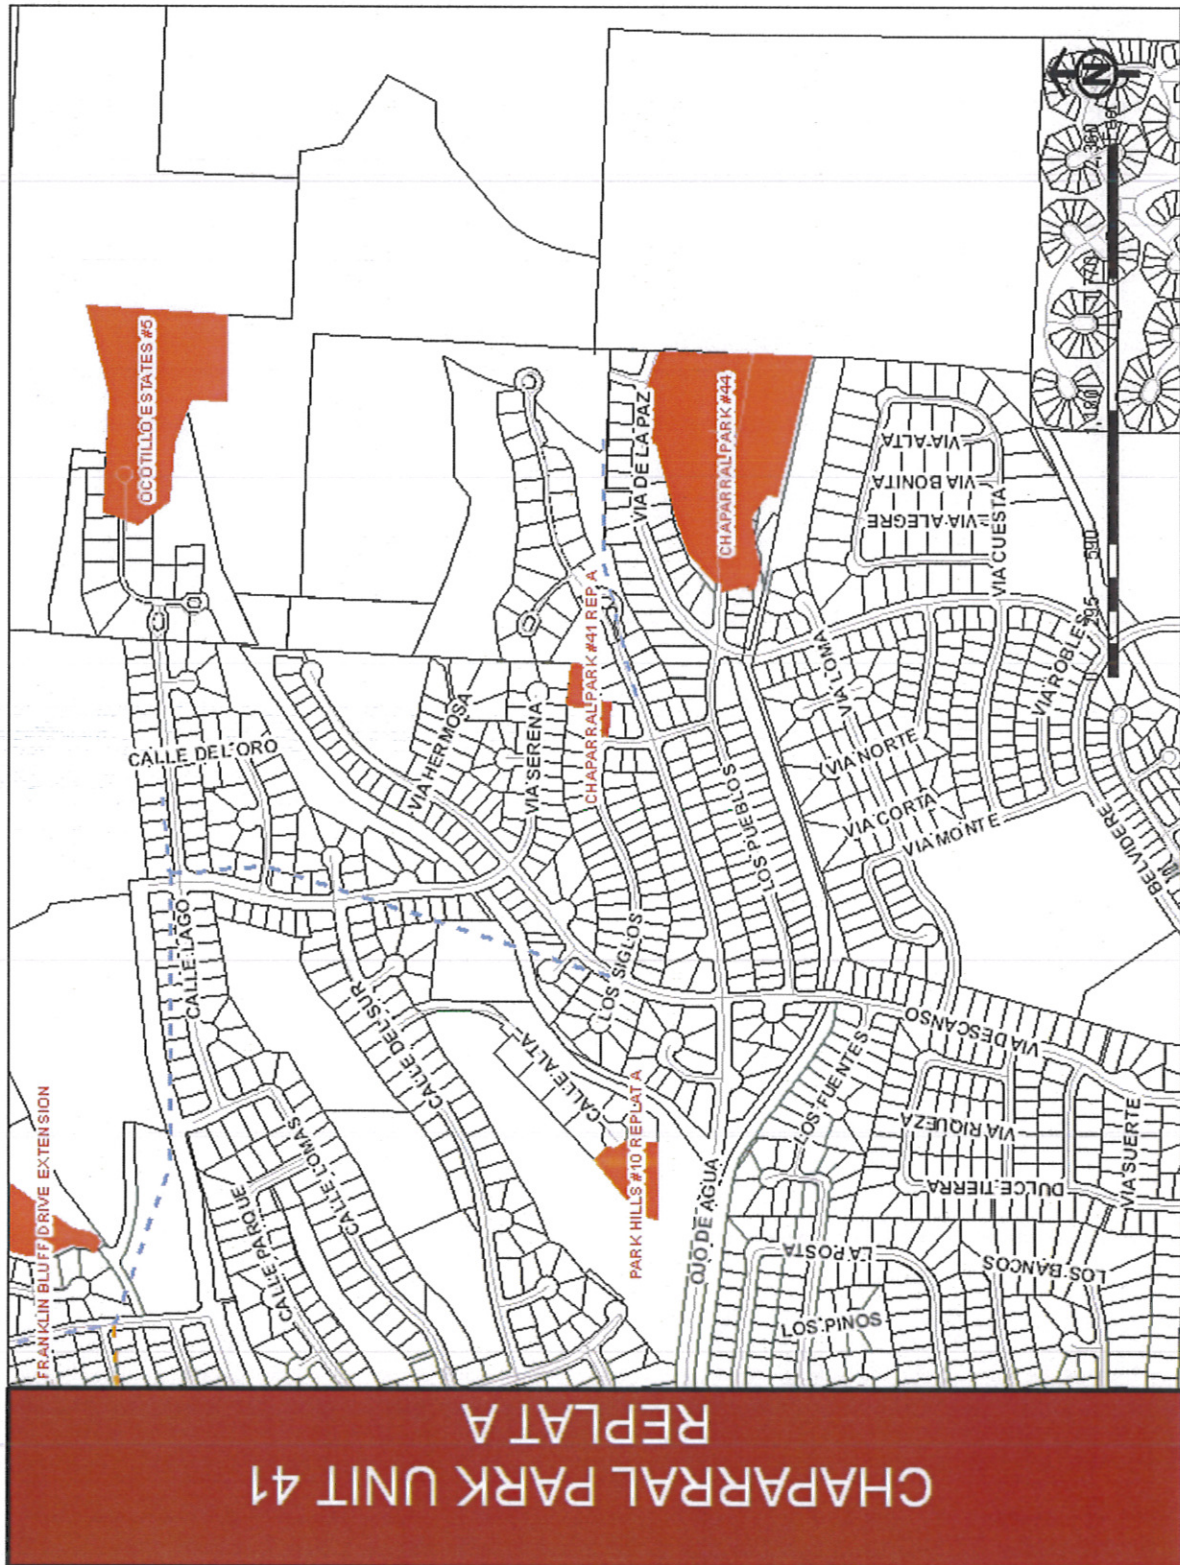 CHAPARRAL PARK UNIT 41
REPLAT A
FRANKLIN BLUFF DRIVE EXTENSION
OCOTILLO ESTATES #5
CALLE LAGO
CALLE DEL ORO
CALLE PARQUE
CALLE LOMAS
CALLE DEL SUR
CALLE ALTA
VIA HERMOSA
VIA SERENA
LOS SIGLOS
CHAPARRAL PARK #41 REP A
PARK HILLS #10 REPLAT A
VIA DE LA PAZ
CHAPARRAL PARK #44
OJO DE AGUA
LOS PUEBLOS
LOS FUENTES
LA POSTA
LOS PINOS
LOS BANCOS
DULCE TIERRA
VIA RIQUEZA
VIA SUERTE
VIA DESCANSO
VIA MONTE
VIA CORTA
VIA NORTE
VIA LOMA
VIA ALEGRE
VIA BONITA
VIA ALTA
VIA CUESTA
VIA ROBLES
BELVIDERE
590
N